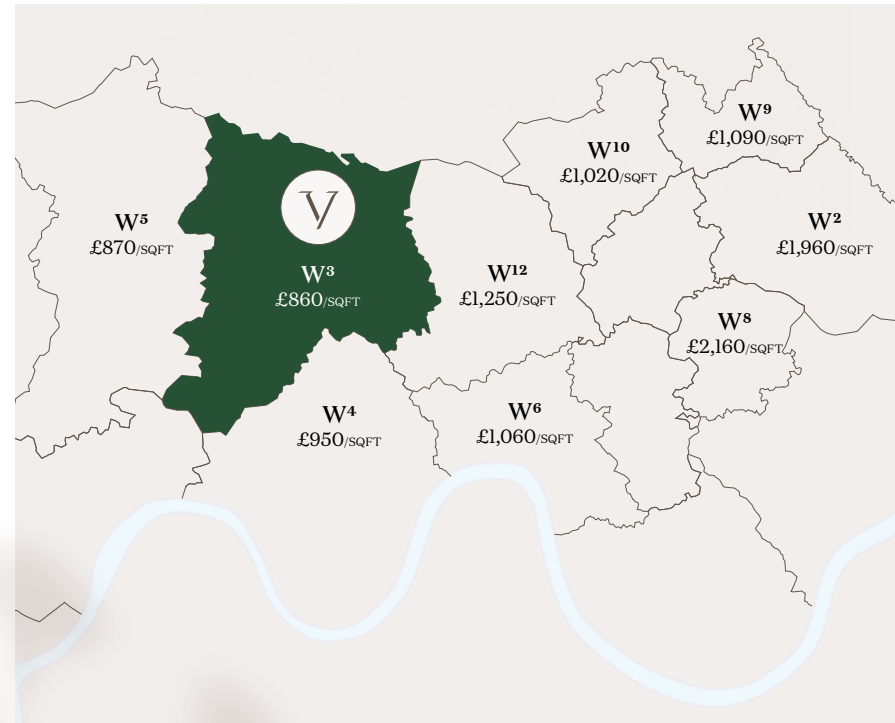 W⁹
£1,090/SQFT
W¹⁰
£1,020/SQFT
W⁵
£870/SQFT
V
W³
£860/SQFT
W¹²
£1,250/SQFT
W²
£1,960/SQFT
W⁸
£2,160/SQFT
W⁴
£950/SQFT
W⁶
£1,060/SQFT